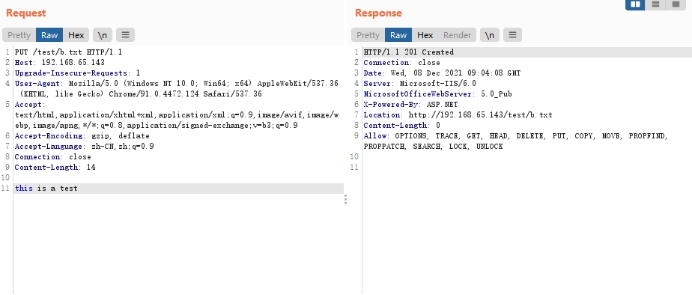 Request
Pretty Raw Hex \n
1 PUT /test/b.txt HTTP/1.1
2 Host: 192.168.65.143
3 Upgrade-Insecure-Requests: 1
4 User-Agent: Mozilla/5.0 (Windows NT 10.0; Win64; x64) AppleWebKit/537.36
(KHTML, like Gecko) Chrome/91.0.4472.124 Safari/537.36
5 Accept:
text/html,application/xhtml+xml,application/xml;q=0.9,image/avif,image/w
ebp,image/apng,*/*;q=0.8,application/signed-exchange;v=b3;q=0.9
6 Accept-Encoding: gzip, deflate
7 Accept-Language: zh-CN,zh;q=0.9
8 Connection: close
9 Content-Length: 14
10
11 this is a test
Response
Pretty Raw Hex Render \n
1 HTTP/1.1 201 Created
2 Connection: close
3 Date: Wed, 08 Dec 2021 09:04:08 GMT
4 Server: Microsoft-IIS/6.0
5 MicrosoftOfficeWebServer: 5.0_Pub
6 X-Powered-By: ASP.NET
7 Location: http://192.168.65.143/test/b.txt
8 Content-Length: 0
9 Allow: OPTIONS, TRACE, GET, HEAD, DELETE, PUT, COPY, MOVE, PROPFIND,
PROPPATCH, SEARCH, LOCK, UNLOCK
10
11